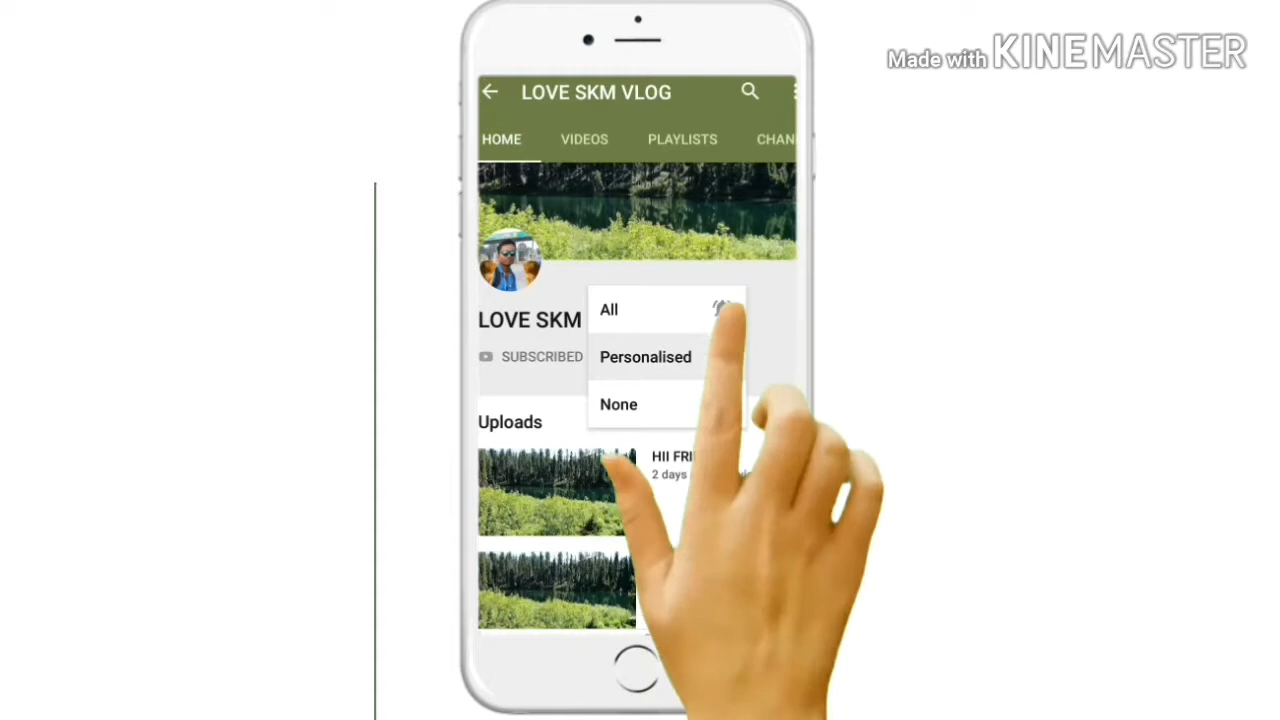 Made with KINEMASTER
LOVE SKM VLOG
HOME VIDEOS PLAYLISTS CHAN
LOVE SKM
SUBSCRIBED
All
Personalised
None
Uploads
HII FRI
2 days